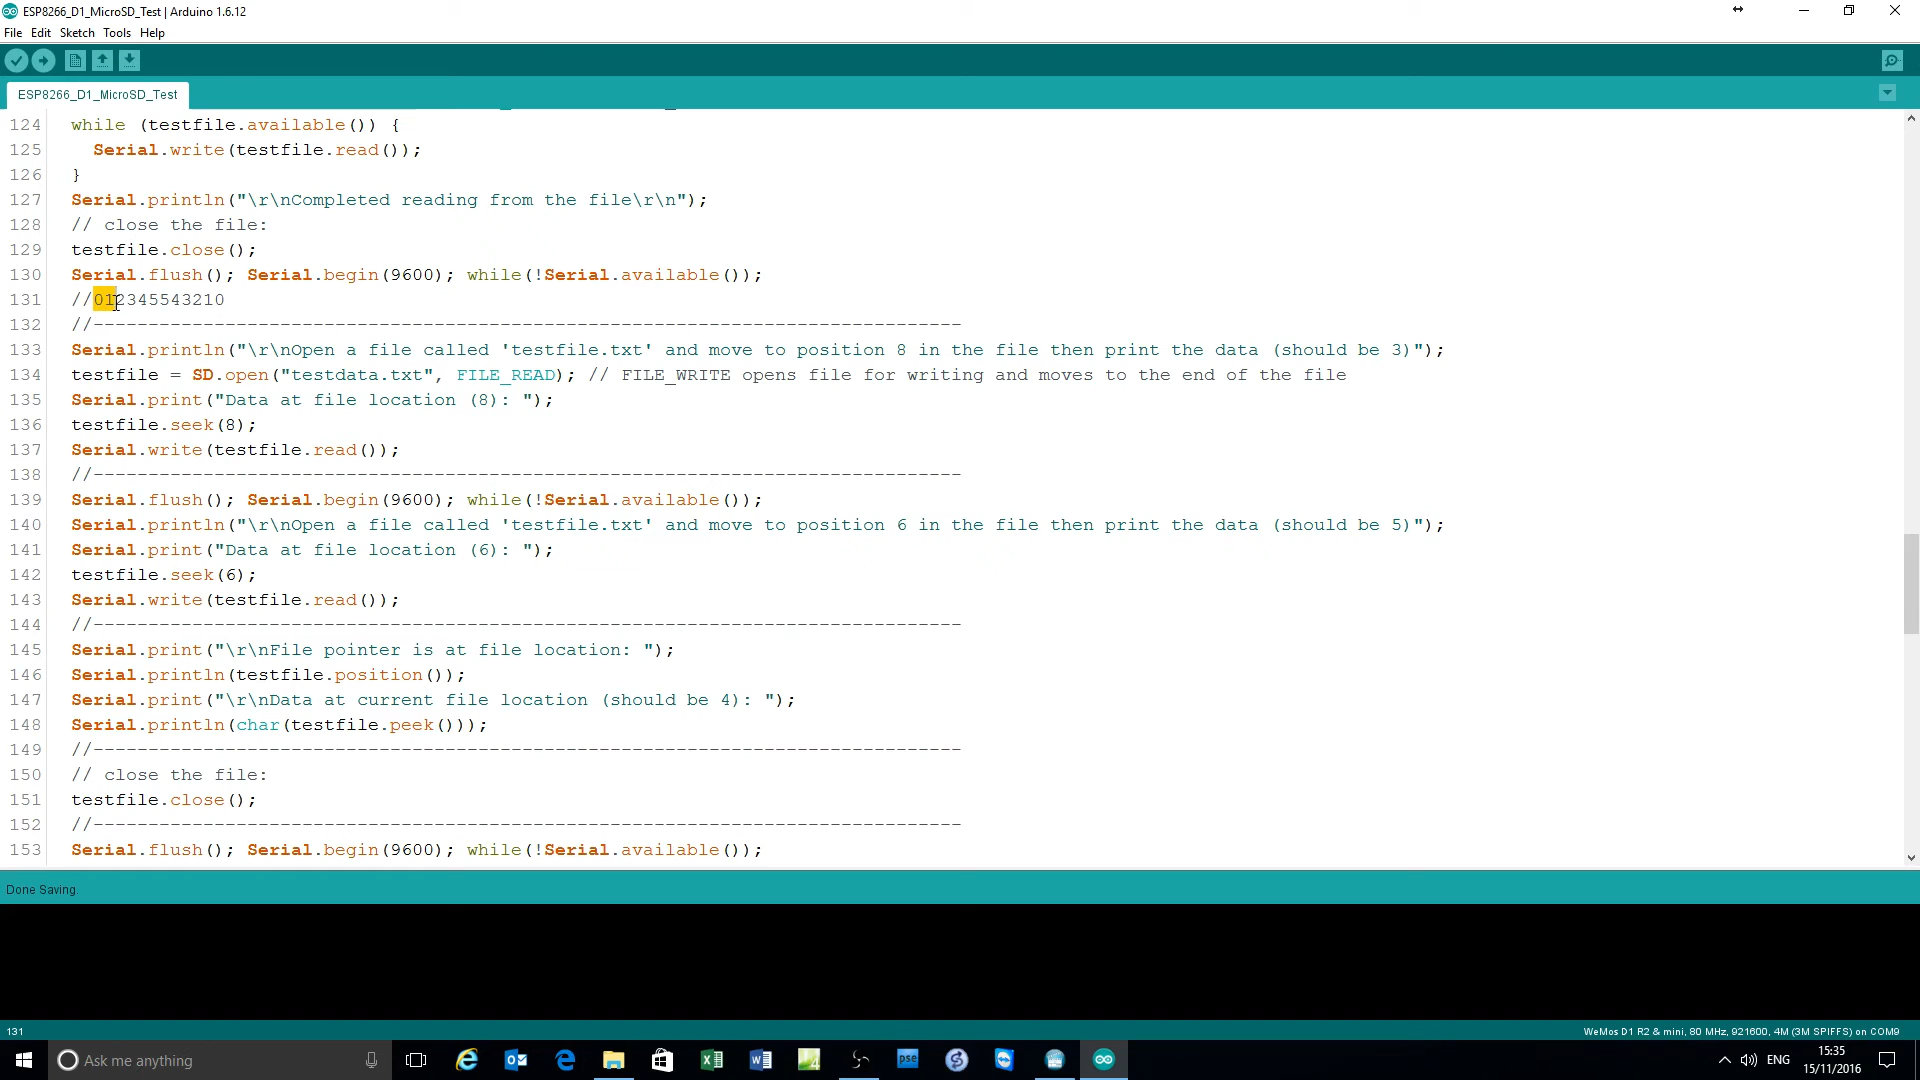 ESP8266_D1_MicroSD_Test | Arduino 1.6.12
File Edit Sketch Tools Help
ESP8266_D1_MicroSD_Test
124 while (testfile.available()) {
125 Serial.write(testfile.read());
126 }
127 Serial.println("\r\nCompleted reading from the file\r\n");
128 // close the file:
129 testfile.close();
130 Serial.flush(); Serial.begin(9600); while(!Serial.available());
131 //012345543210
132 //-------------------------------------------------------------------------------
133 Serial.println("\r\nOpen a file called 'testfile.txt' and move to position 8 in the file then print the data (should be 3)");
134 testfile = SD.open("testdata.txt", FILE_READ); // FILE_WRITE opens file for writing and moves to the end of the file
135 Serial.print("Data at file location (8): ");
136 testfile.seek(8);
137 Serial.write(testfile.read());
138 //-------------------------------------------------------------------------------
139 Serial.flush(); Serial.begin(9600); while(!Serial.available());
140 Serial.println("\r\nOpen a file called 'testfile.txt' and move to position 6 in the file then print the data (should be 5)");
141 Serial.print("Data at file location (6): ");
142 testfile.seek(6);
143 Serial.write(testfile.read());
144 //-------------------------------------------------------------------------------
145 Serial.print("\r\nFile pointer is at file location: ");
146 Serial.println(testfile.position());
147 Serial.print("\r\nData at current file location (should be 4): ");
148 Serial.println(char(testfile.peek()));
149 //-------------------------------------------------------------------------------
150 // close the file:
151 testfile.close();
152 //-------------------------------------------------------------------------------
153 Serial.flush(); Serial.begin(9600); while(!Serial.available());
Done Saving.
131
WeMos D1 R2 & mini, 80 MHz, 921600, 4M (3M SPIFFS) on COM9
Ask me anything
pse
ENG
15:35
15/11/2016